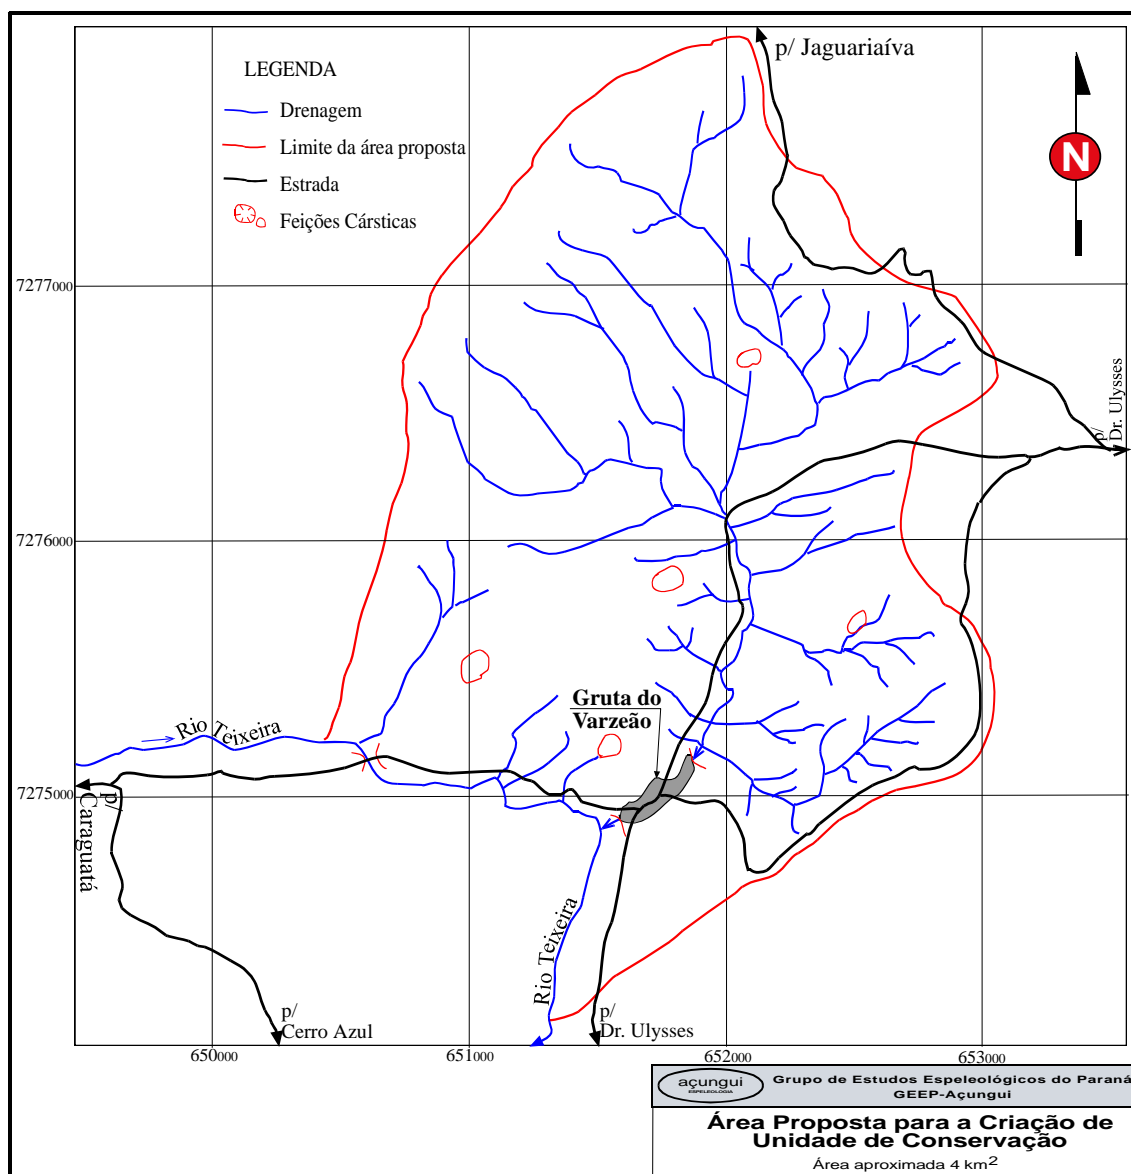 p/ Jaguariaíva
LEGENDA
Drenagem
Limite da área proposta
Estrada
Feições Cársticas
N
7277000
p/
Dr. Ulysses
7276000
Gruta do
Varzeão
Rio Teixeira
7275000
p/
Caraguatá
Rio Teixeira
p/
Cerro Azul
p/
Dr. Ulysses
650000
651000
652000
653000
açungui
ESPELEOLOGIA
Grupo de Estudos Espeleológicos do Paraná
GEEP-Açungui
Área Proposta para a Criação de
Unidade de Conservação
Área aproximada 4 km²